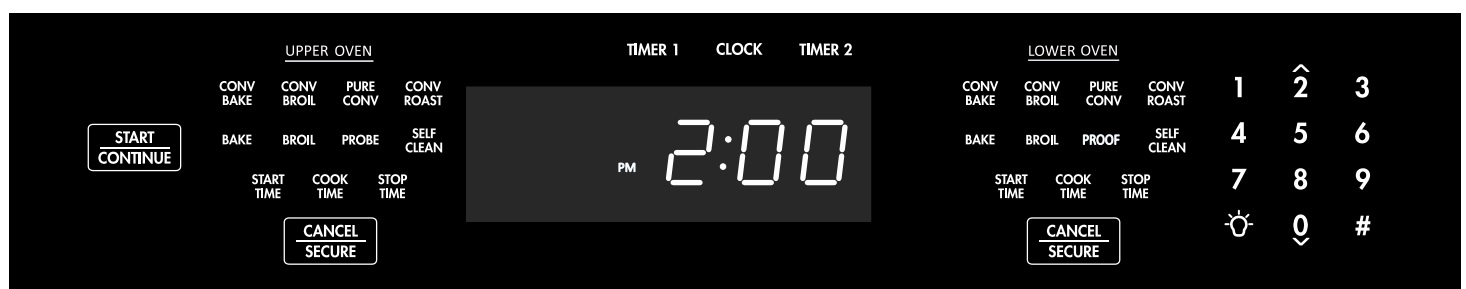 UPPER OVEN
TIMER 1 CLOCK TIMER 2
LOWER OVEN
CONV BAKE
CONV BROIL
PURE CONV
CONV ROAST
BAKE
BROIL
PROBE
SELF CLEAN
START TIME
COOK TIME
STOP TIME
CANCEL
SECURE
START
CONTINUE
PM 2:00
CONV BAKE
CONV BROIL
PURE CONV
CONV ROAST
BAKE
BROIL
PROOF
SELF CLEAN
START TIME
COOK TIME
STOP TIME
CANCEL
SECURE
1 2 3
4 5 6
7 8 9
0 #